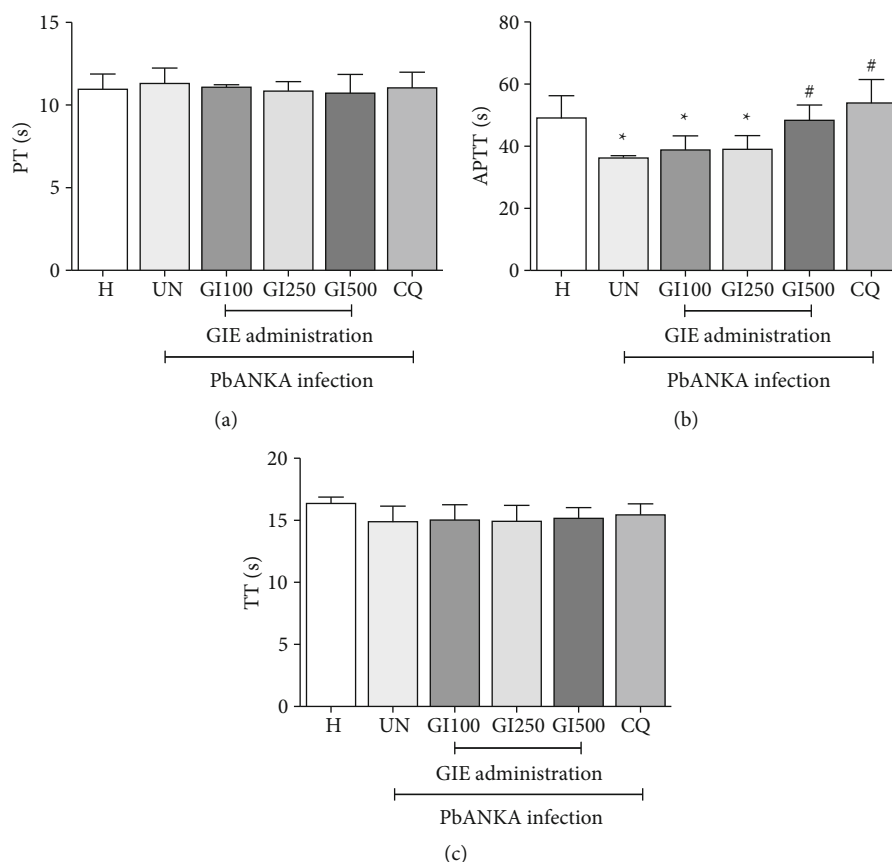 15
10
5
0
PT (s)
H UN GI100 GI250 GI500 CQ
GIE administration
PbANKA infection
(a)
80
60
40
20
0
APTT (s)
* * * # #
H UN GI100 GI250 GI500 CQ
GIE administration
PbANKA infection
(b)
20
15
10
5
0
TT (s)
H UN GI100 GI250 GI500 CQ
GIE administration
PbANKA infection
(c)